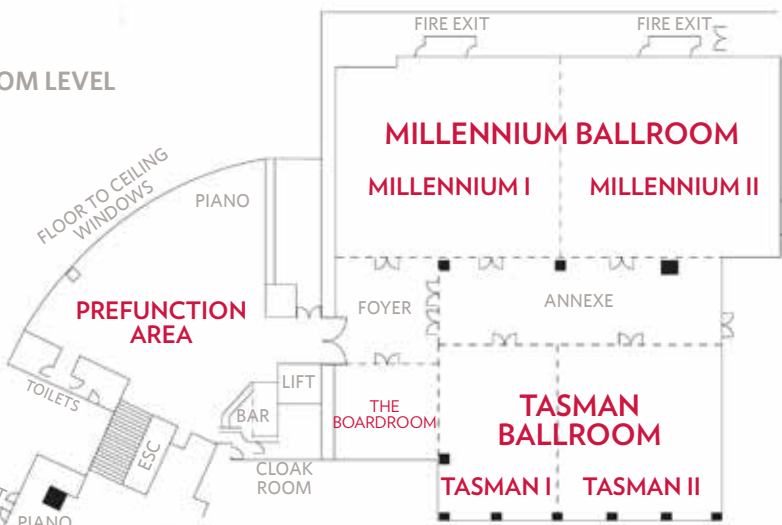 FIRE EXIT
FIRE EXIT
OM LEVEL
MILLENNIUM BALLROOM
MILLENNIUM I
MILLENNIUM II
FLOOR TO CEILING
WINDOWS
PIANO
PREFUNCTION
AREA
FOYER
ANNEXE
TOILETS
LIFT
BAR
THE
BOARDROOM
TASMAN
BALLROOM
ESC
CLOAK
ROOM
TASMAN I
TASMAN II
PIANO